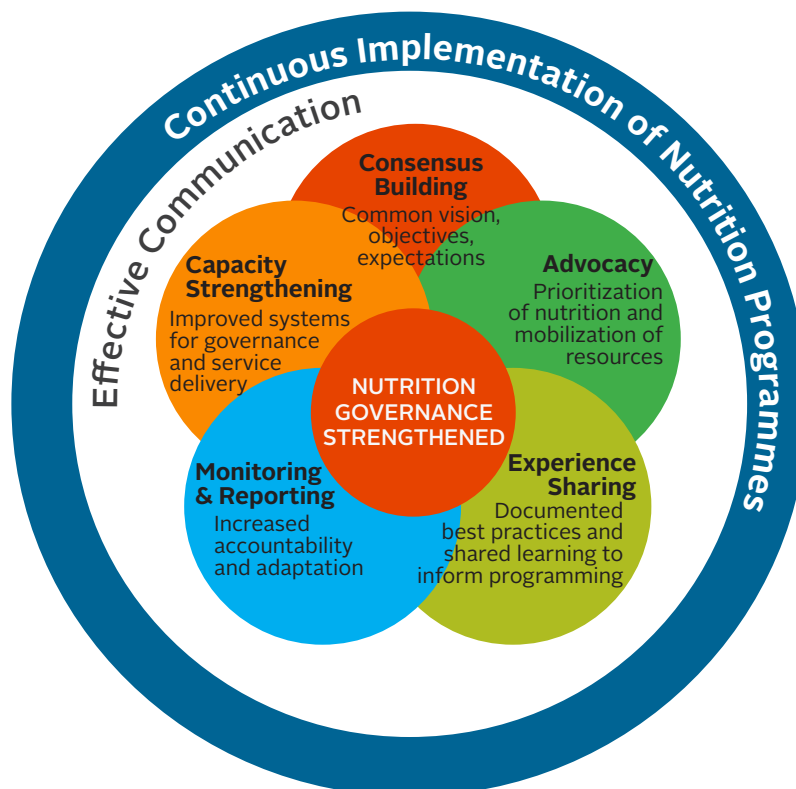 Continuous Implementation of Nutrition Programmes
Effective Communication
Consensus
Building
Common vision,
objectives,
expectations
Advocacy
Prioritization
of nutrition and
mobilization of
resources
Capacity
Strengthening
Improved systems
for governance
and service
delivery
NUTRITION
GOVERNANCE
STRENGTHENED
Monitoring
& Reporting
Increased
accountability
and adaptation
Experience
Sharing
Documented
best practices and
shared learning to
inform programming